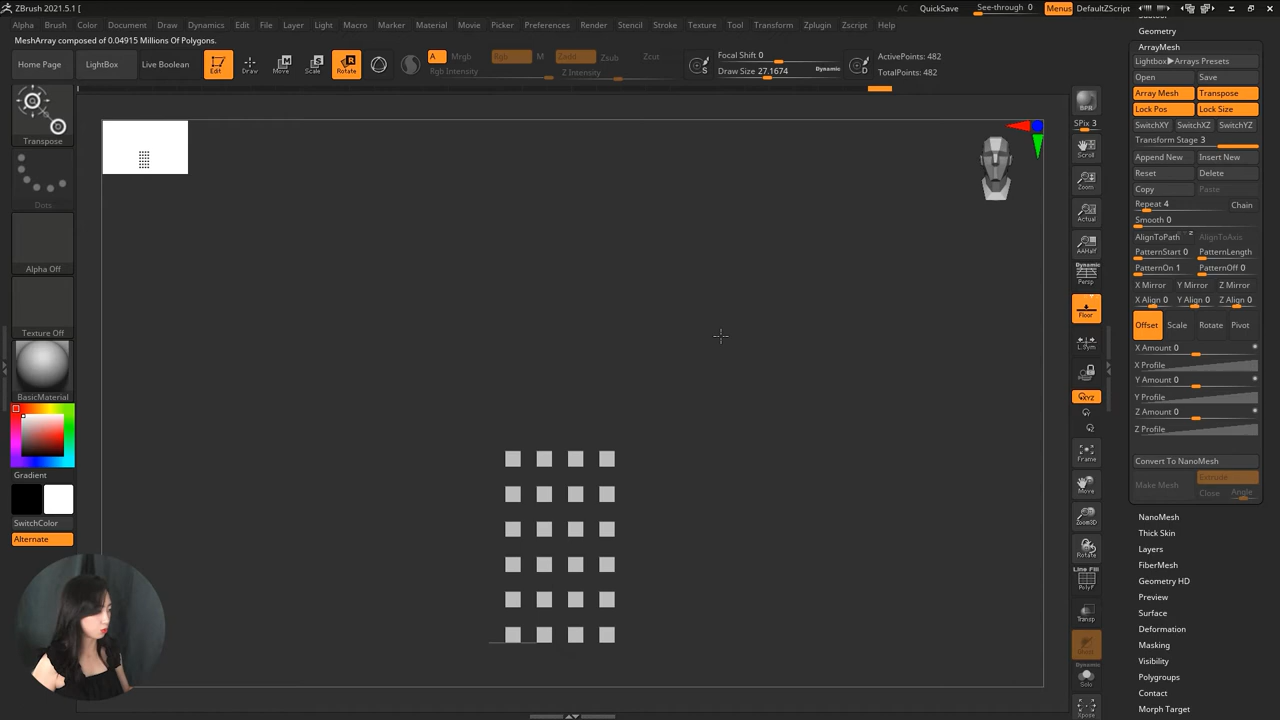 ZBrush 2021.5.1 [
AC QuickSave See-through 0 Menus DefaultZScript
Alpha Brush Color Document Draw Dynamics Edit File Layer Light Macro Marker Material Movie Picker Preferences Render Stencil Stroke Texture Tool Transform Zplugin Zscript Help
MeshArray composed of 0.04915 Millions Of Polygons.
Home Page LightBox Live Boolean Edit Draw Move Scale Rotate A Mrgb Rgb M Zadd Zsub Zcut
Rgb Intensity Z Intensity
S Focal Shift 0
Draw Size 27.1674 Dynamic
D ActivePoints: 482
TotalPoints: 482
Transpose
Dots
Alpha Off
Texture Off
BasicMaterial
Gradient
SwitchColor
Alternate
BPR
SPix 3
Scroll
Zoom
Actual
AAHalf
Dynamic
Persp
Floor
L.Sym
XYZ
Frame
Move
Zoom3D
Rotate
Line Fill
PolyF
Transp
Ghost
Dynamic
Solo
Xpose
Subtool
Geometry
ArrayMesh
Lightbox▶Arrays Presets
Open Save
Array Mesh Transpose
Lock Pos Lock Size
SwitchXY SwitchXZ SwitchYZ
Transform Stage 3
Append New Insert New
Reset Delete
Copy Paste
Repeat 4 Chain
Smooth 0
AlignToPath AlignToAxis
PatternStart 0 PatternLength
PatternOn 1 PatternOff 0
X Mirror Y Mirror Z Mirror
X Align 0 Y Align 0 Z Align 0
Offset Scale Rotate Pivot
X Amount 0
X Profile
Y Amount 0
Y Profile
Z Amount 0
Z Profile
Convert To NanoMesh
Make Mesh Extrude
Close Angle
NanoMesh
Thick Skin
Layers
FiberMesh
Geometry HD
Preview
Surface
Deformation
Masking
Visibility
Polygroups
Contact
Morph Target